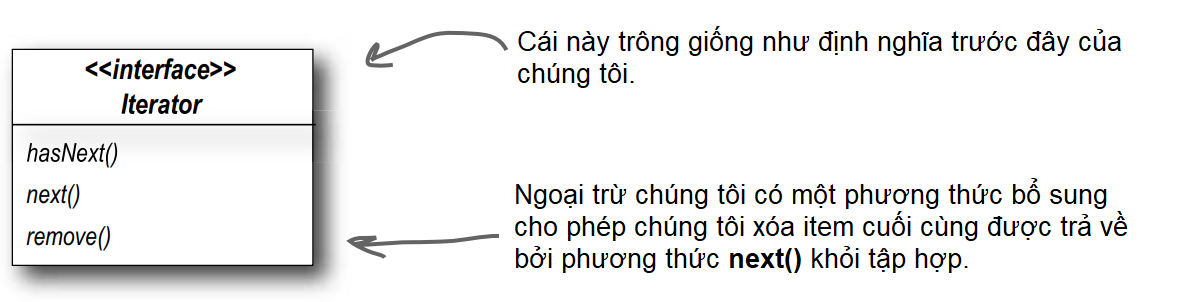 <<interface>>
Iterator
hasNext()
next()
remove()
Cái này trông giống như định nghĩa trước đây của
chúng tôi.
Ngoại trừ chúng tôi có một phương thức bổ sung
cho phép chúng tôi xóa item cuối cùng được trả về
bởi phương thức next() khỏi tập hợp.